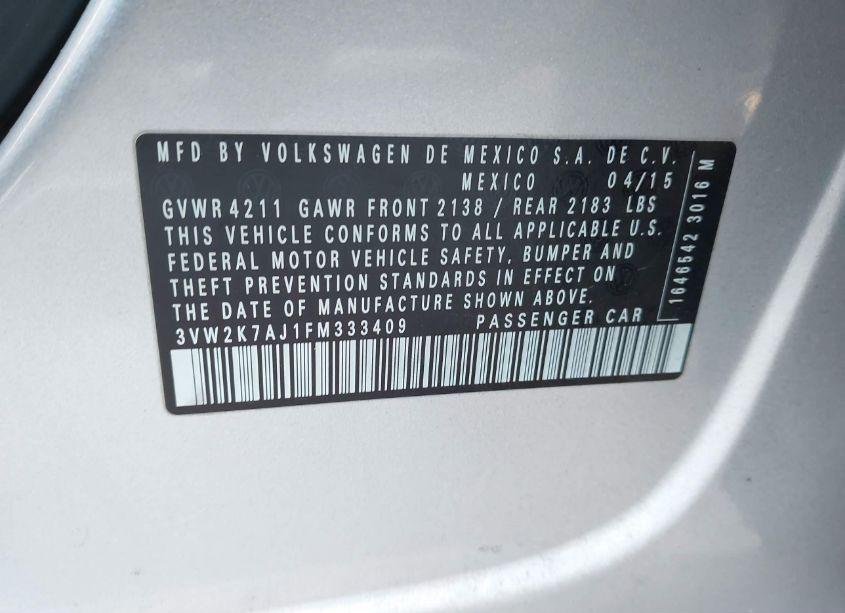 MFD BY VOLKSWAGEN DE MEXICO S.A. DE C.V.
MEXICO 04/15
GVWR 4211 GAWR FRONT 2138 / REAR 2183 LBS
THIS VEHICLE CONFORMS TO ALL APPLICABLE U.S.
FEDERAL MOTOR VEHICLE SAFETY, BUMPER AND
THEFT PREVENTION STANDARDS IN EFFECT ON
THE DATE OF MANUFACTURE SHOWN ABOVE.
3VW2K7AJ1FM333409 PASSENGER CAR
1646542 3016 M